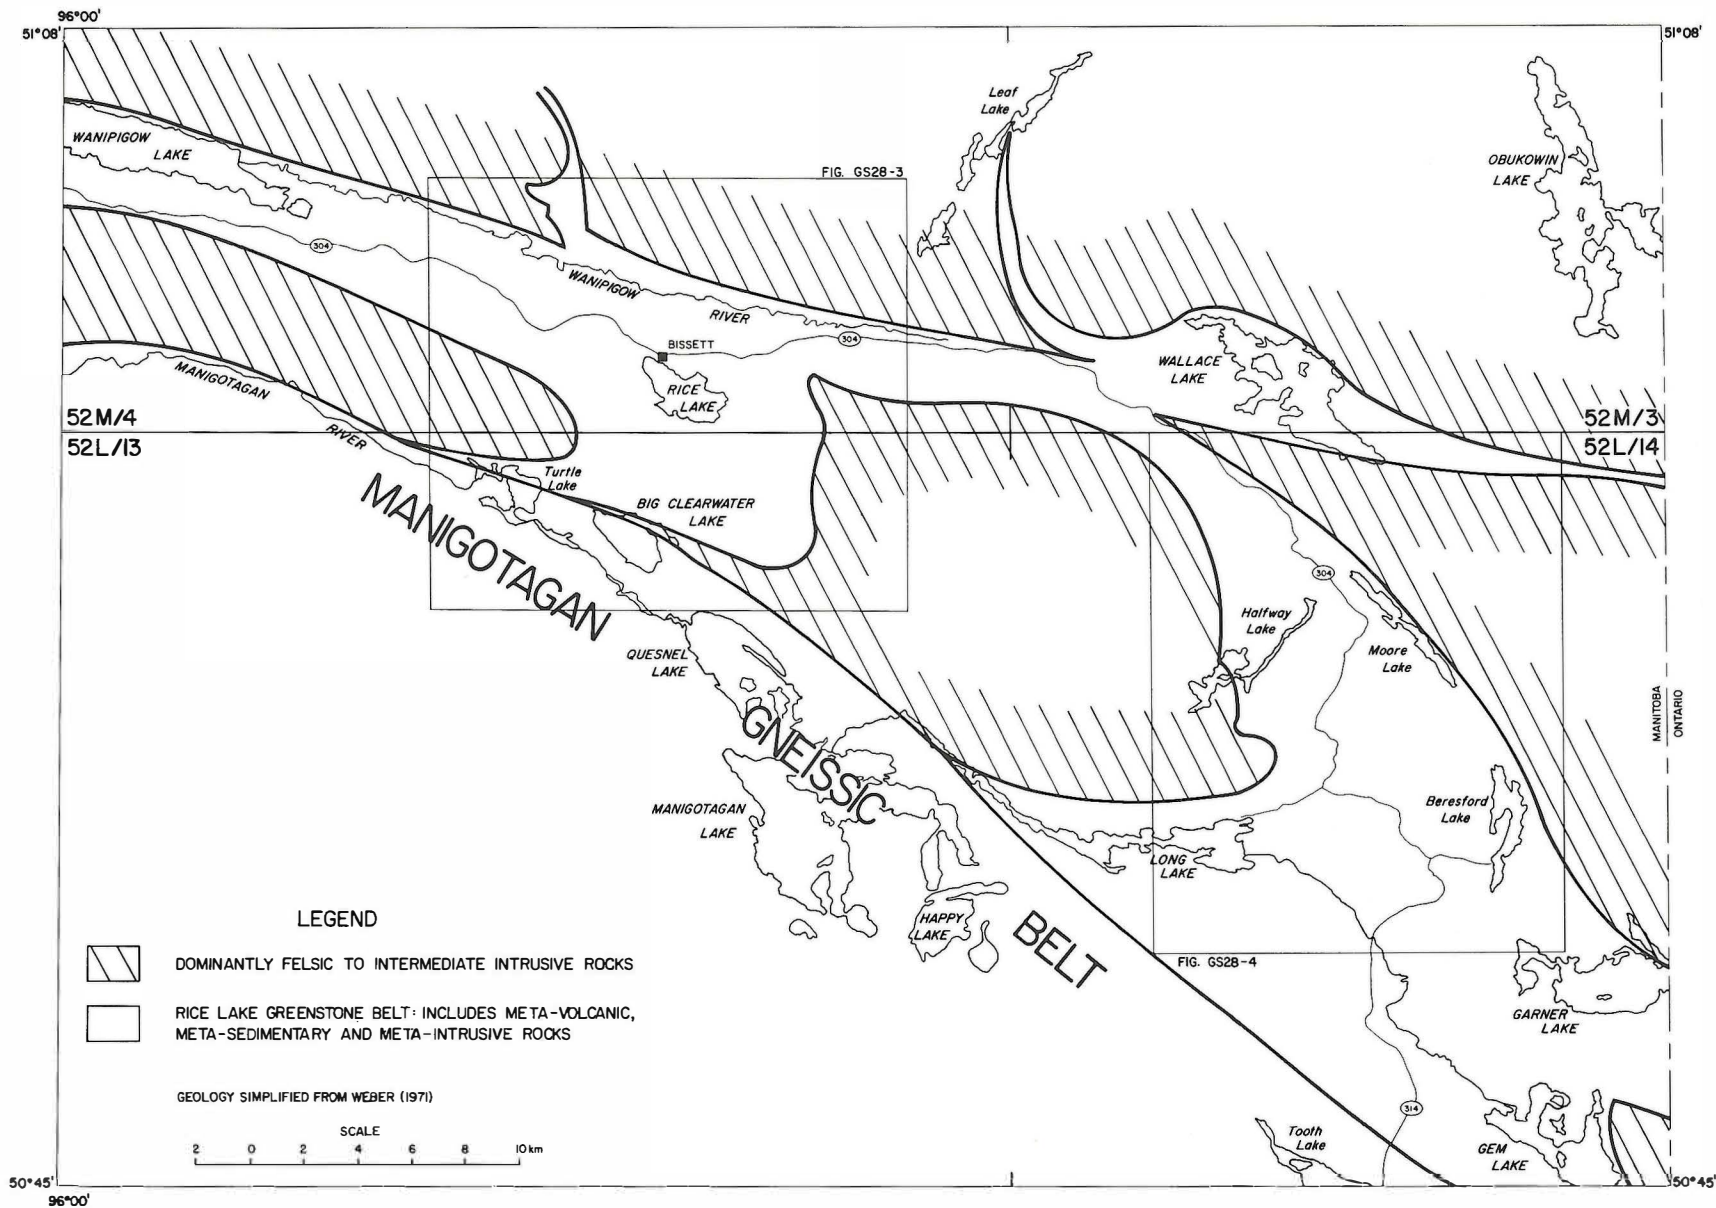 96°00'
51°08'
51°08'
Leaf
Lake
WANIPIGOW
LAKE
OBUKOWIN
LAKE
FIG. GS28-3
304
WANIPIGOW
RIVER
304
BISSETT
WALLACE
LAKE
MANIGOTAGAN
RIVER
RICE
LAKE
52M/4
52L/13
52M/3
52L/14
Turtle
Lake
BIG CLEARWATER
LAKE
MANIGOTAGAN
GNEISSIC
BELT
304
Halfway
Lake
Moore
Lake
QUESNEL
LAKE
MANITOBA
ONTARIO
MANIGOTAGAN
LAKE
Beresford
Lake
LONG
LAKE
HAPPY
LAKE
FIG. GS28-4
GARNER
LAKE
LEGEND
DOMINANTLY FELSIC TO INTERMEDIATE INTRUSIVE ROCKS
RICE LAKE GREENSTONE BELT: INCLUDES META-VOLCANIC,
META-SEDIMENTARY AND META-INTRUSIVE ROCKS
GEOLOGY SIMPLIFIED FROM WEBER (1971)
SCALE
2 0 2 4 6 8 10 km
314
Tooth
Lake
GEM
LAKE
50°45'
96°00'
50°45'